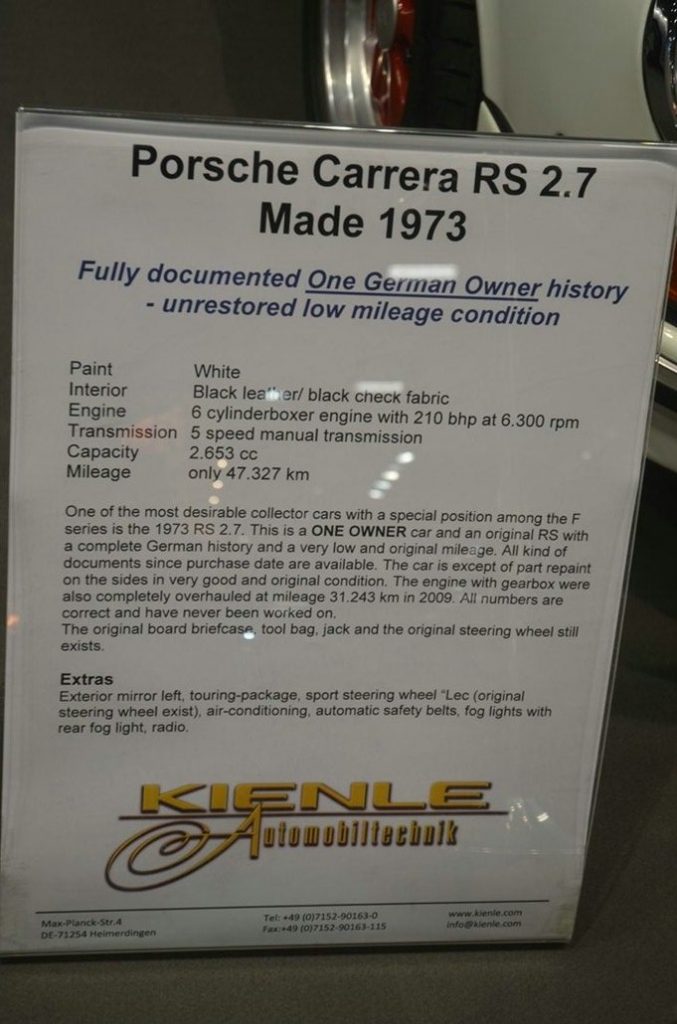 Porsche Carrera RS 2.7
Made 1973
Fully documented One German Owner history
- unrestored low mileage condition
Paint White
Interior Black leather/ black check fabric
Engine 6 cylinderboxer engine with 210 bhp at 6.300 rpm
Transmission 5 speed manual transmission
Capacity 2.653 cc
Mileage only 47.327 km
One of the most desirable collector cars with a special position among the F
series is the 1973 RS 2.7. This is a ONE OWNER car and an original RS with
a complete German history and a very low and original mileage. All kind of
documents since purchase date are available. The car is except of part repaint
on the sides in very good and original condition. The engine with gearbox were
also completely overhauled at mileage 31.243 km in 2009. All numbers are
correct and have never been worked on.
The original board briefcase, tool bag, jack and the original steering wheel still
exists.
Extras
Exterior mirror left, touring-package, sport steering wheel "Lec (original
steering wheel exist), air-conditioning, automatic safety belts, fog lights with
rear fog light, radio.
KIENLE
Automobiltechnik
Max-Planck-Str.4
DE-71254 Heimerdingen
Tel: +49 (0)7152-90163-0
Fax:+49 (0)7152-90163-115
www.kienle.com
info@kienle.com